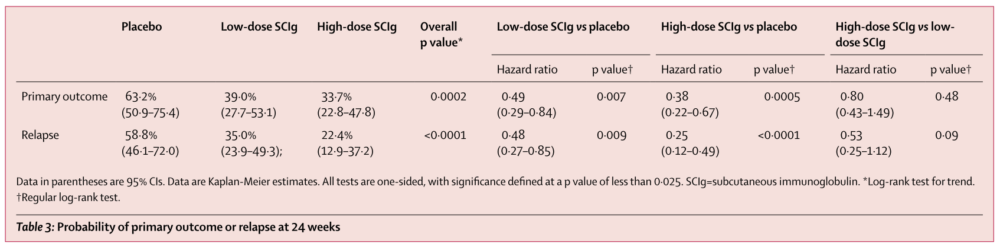 Placebo Low-dose SCIg High-dose SCIg Overall p value* Low-dose SCIg vs placebo High-dose SCIg vs placebo High-dose SCIg vs low-dose SCIg
Hazard ratio p value† Hazard ratio p value† Hazard ratio p value†
Primary outcome 63·2% 39·0% 33·7% 0·0002 0·49 0·007 0·38 0·0005 0·80 0·48
(50·9–75·4) (27·7–53·1) (22·8–47·8) (0·29–0·84) (0·22–0·67) (0·43–1·49)
Relapse 58·8% 35·0% 22·4% <0·0001 0·48 0·009 0·25 <0·0001 0·53 0·09
(46·1–72·0) (23·9–49·3); (12·9–37·2) (0·27–0·85) (0·12–0·49) (0·25–1·12)
Data in parentheses are 95% CIs. Data are Kaplan-Meier estimates. All tests are one-sided, with significance defined at a p value of less than 0·025. SCIg=subcutaneous immunoglobulin. *Log-rank test for trend.
†Regular log-rank test.
Table 3: Probability of primary outcome or relapse at 24 weeks